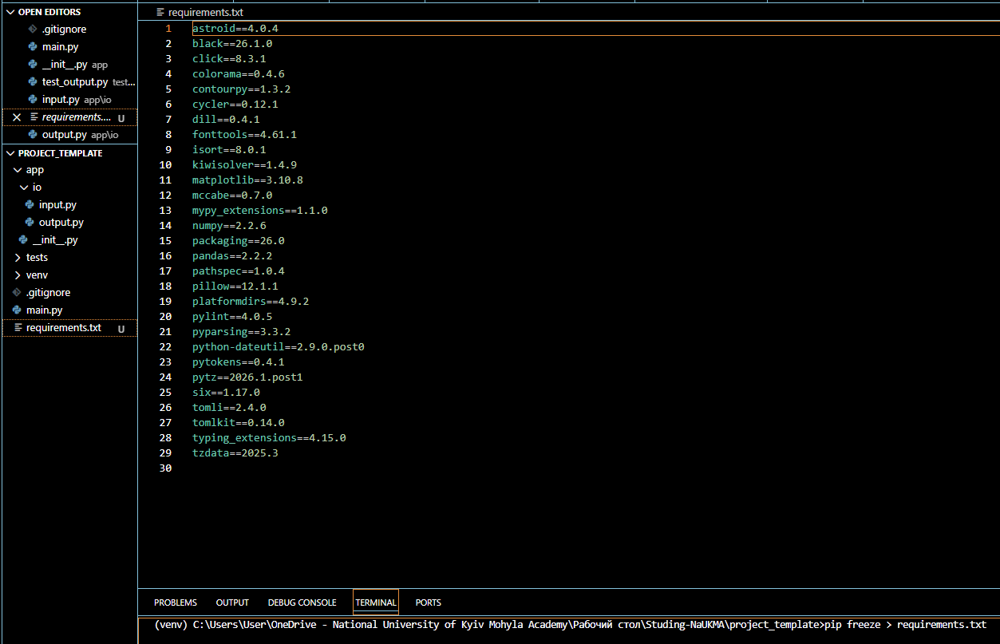 OPEN EDITORS
.gitignore
main.py
__init__.py app
test_output.py test...
input.py app\io
requirements.... U
output.py app\io
PROJECT_TEMPLATE
app
io
input.py
output.py
__init__.py
tests
venv
.gitignore
main.py
requirements.txt U
requirements.txt
1 astroid==4.0.4
2 black==26.1.0
3 click==8.3.1
4 colorama==0.4.6
5 contourpy==1.3.2
6 cycler==0.12.1
7 dill==0.4.1
8 fonttools==4.61.1
9 isort==8.0.1
10 kiwisolver==1.4.9
11 matplotlib==3.10.8
12 mccabe==0.7.0
13 mypy_extensions==1.1.0
14 numpy==2.2.6
15 packaging==26.0
16 pandas==2.2.2
17 pathspec==1.0.4
18 pillow==12.1.1
19 platformdirs==4.9.2
20 pylint==4.0.5
21 pyparsing==3.3.2
22 python-dateutil==2.9.0.post0
23 pytokens==0.4.1
24 pytz==2026.1.post1
25 six==1.17.0
26 tomli==2.4.0
27 tomlkit==0.14.0
28 typing_extensions==4.15.0
29 tzdata==2025.3
30
PROBLEMS OUTPUT DEBUG CONSOLE TERMINAL PORTS
(venv) C:\Users\User\OneDrive - National University of Kyiv Mohyla Academy\Рабочий стол\Studing-NaUKMA\project_template>pip freeze > requirements.txt